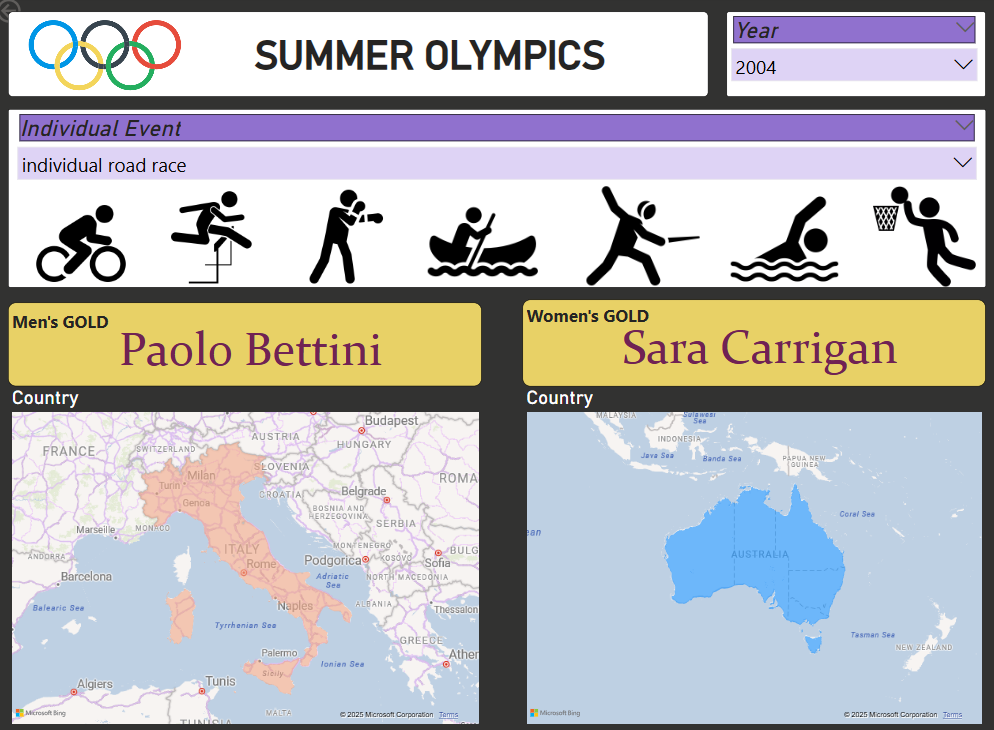 SUMMER OLYMPICS
Year
2004
Individual Event
individual road race
Men's GOLD
Paolo Bettini
Women's GOLD
Sara Carrigan
Country
Budapest
FRANCE
AUSTRIA
SWITZERLAND
HUNGARY
SLOVENIA
Milan
ROMA
Turin
CROATIA
Belgrade
Genoa
BOSNIA AND
HERZEGOVINA
SERBIA
Marseille
MONACO
MONTENEGRO
ITALY
ANDORRA
Podgorica
KOSOVO
BULG
Sofia
Rome
Barcelona
Adriatic
Sea
NORTH MACEDONIA
Balearic Sea
Naples
ALBANIA
Thessalon
Tyrrhenian Sea
GREECE
Palermo
Ionian Sea
Athen
Sicily
Algiers
Tunis
MALTA
TUNISIA
Microsoft Bing
© 2025 Microsoft Corporation Terms
Country
MALAYSIA
Sulawesi
Sea
INDONESIA
Java Sea
Banda Sea
PAPUA NEW
GUINEA
Coral Sea
ean
AUSTRALIA
Tasman Sea
NEW ZEALAND
Microsoft Bing
© 2025 Microsoft Corporation Terms